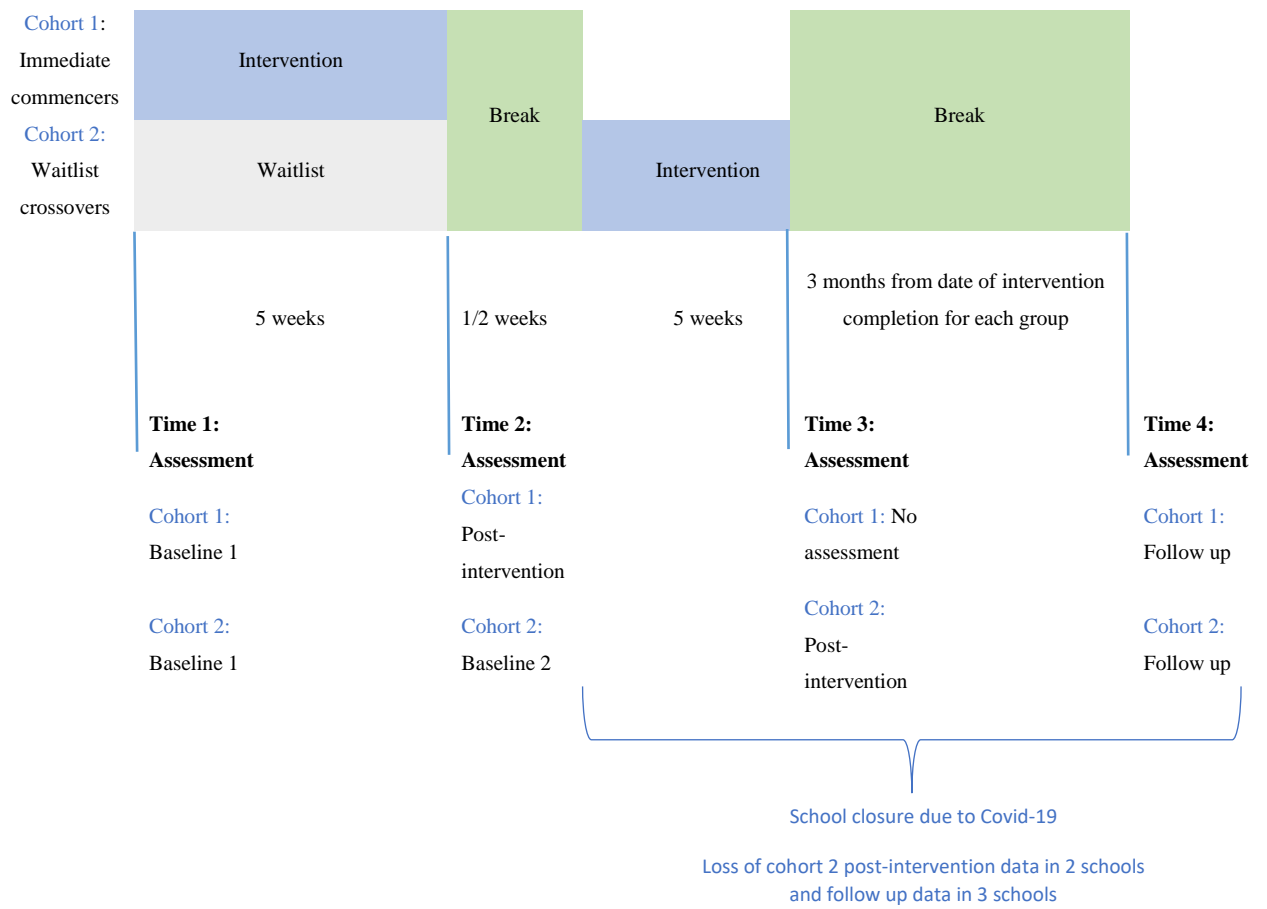 Cohort 1:
Immediate
commencers
Cohort 2:
Waitlist
crossovers
Intervention
Waitlist
Break
Intervention
Break
5 weeks
1/2 weeks
5 weeks
3 months from date of intervention
completion for each group
Time 1:
Assessment
Cohort 1:
Baseline 1
Cohort 2:
Baseline 1
Time 2:
Assessment
Cohort 1:
Post-
intervention
Cohort 2:
Baseline 2
Time 3:
Assessment
Cohort 1: No
assessment
Cohort 2:
Post-
intervention
Time 4:
Assessment
Cohort 1:
Follow up
Cohort 2:
Follow up
School closure due to Covid-19
Loss of cohort 2 post-intervention data in 2 schools
and follow up data in 3 schools